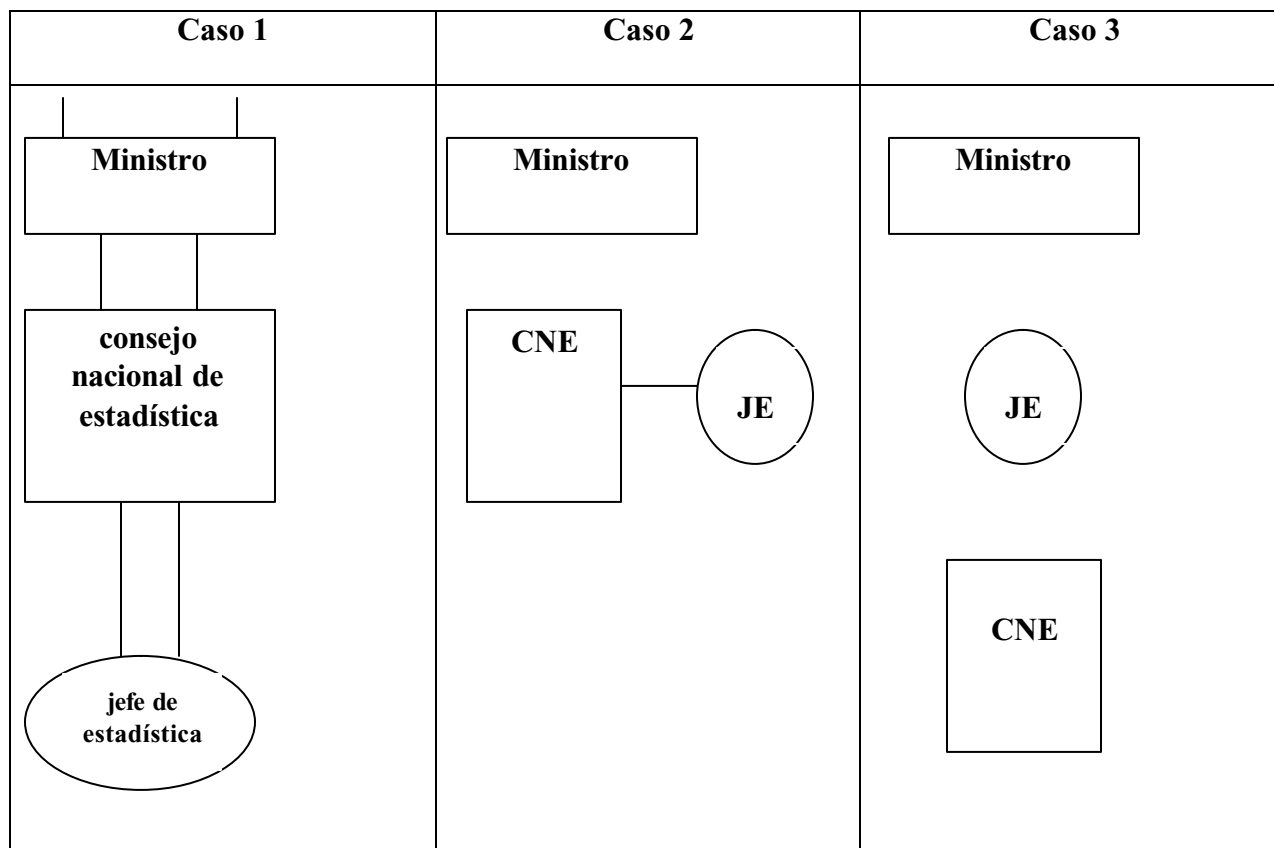 Caso 1
Caso 2
Caso 3
Ministro
consejo
nacional de
estadística
jefe de
estadística
Ministro
CNE
JE
Ministro
JE
CNE